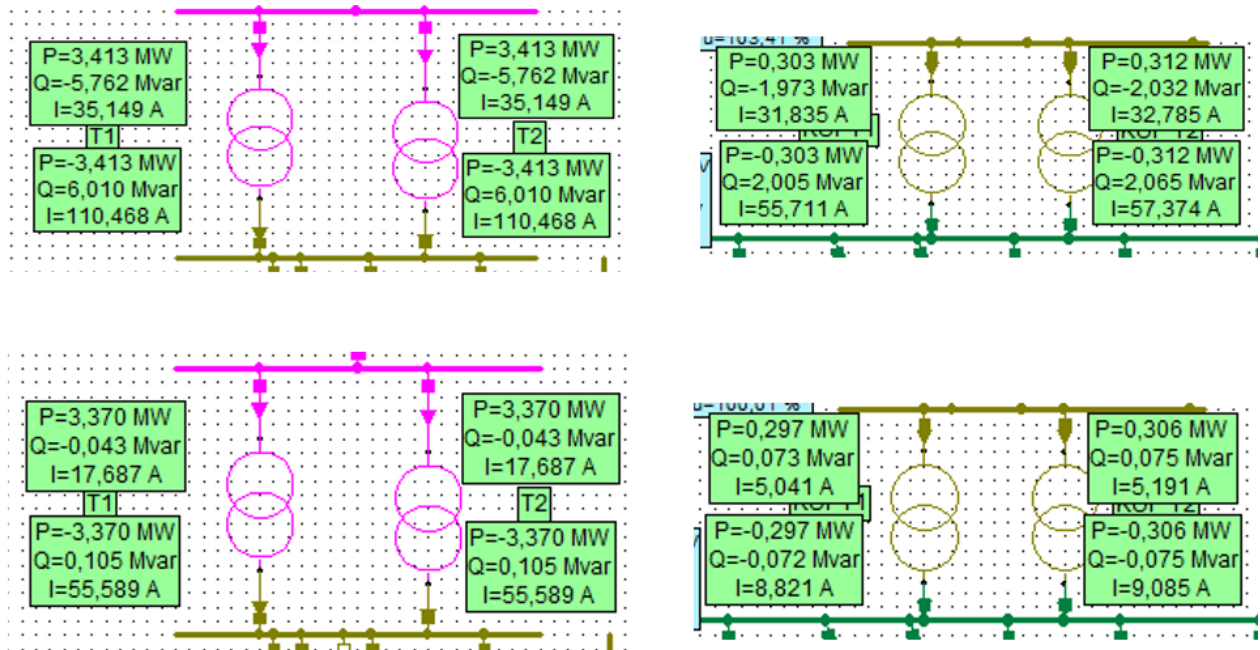 P=3,413 MW
Q=-5,762 Mvar
I=35,149 A
T1
P=-3,413 MW
Q=6,010 Mvar
I=110,468 A
P=3,413 MW
Q=-5,762 Mvar
I=35,149 A
T2
P=-3,413 MW
Q=6,010 Mvar
I=110,468 A
u=103,41 %
P=0,303 MW
Q=-1,973 Mvar
I=31,835 A
P=-0,303 MW
Q=2,005 Mvar
I=55,711 A
P=0,312 MW
Q=-2,032 Mvar
I=32,785 A
P=-0,312 MW
Q=2,065 Mvar
I=57,374 A
P=3,370 MW
Q=-0,043 Mvar
I=17,687 A
T1
P=-3,370 MW
Q=0,105 Mvar
I=55,589 A
P=3,370 MW
Q=-0,043 Mvar
I=17,687 A
T2
P=-3,370 MW
Q=0,105 Mvar
I=55,589 A
u=100,01 %
P=0,297 MW
Q=0,073 Mvar
I=5,041 A
P=-0,297 MW
Q=-0,072 Mvar
I=8,821 A
P=0,306 MW
Q=0,075 Mvar
I=5,191 A
P=-0,306 MW
Q=-0,075 Mvar
I=9,085 A